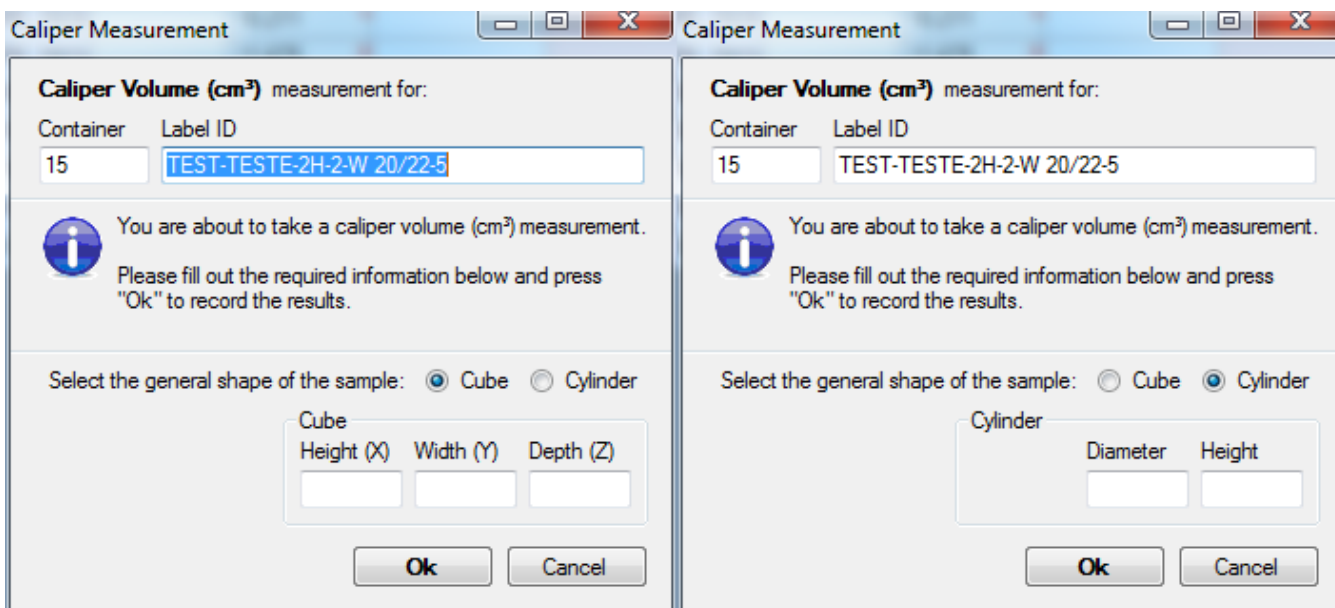 Caliper Measurement
Caliper Volume (cm³) measurement for:
Container Label ID
15 TEST-TESTE-2H-2-W 20/22-5
You are about to take a caliper volume (cm³) measurement.
Please fill out the required information below and press
"Ok" to record the results.
Select the general shape of the sample: Cube Cylinder
Cube
Height (X) Width (Y) Depth (Z)
Ok Cancel
Caliper Measurement
Caliper Volume (cm³) measurement for:
Container Label ID
15 TEST-TESTE-2H-2-W 20/22-5
You are about to take a caliper volume (cm³) measurement.
Please fill out the required information below and press
"Ok" to record the results.
Select the general shape of the sample: Cube Cylinder
Cylinder
Diameter Height
Ok Cancel